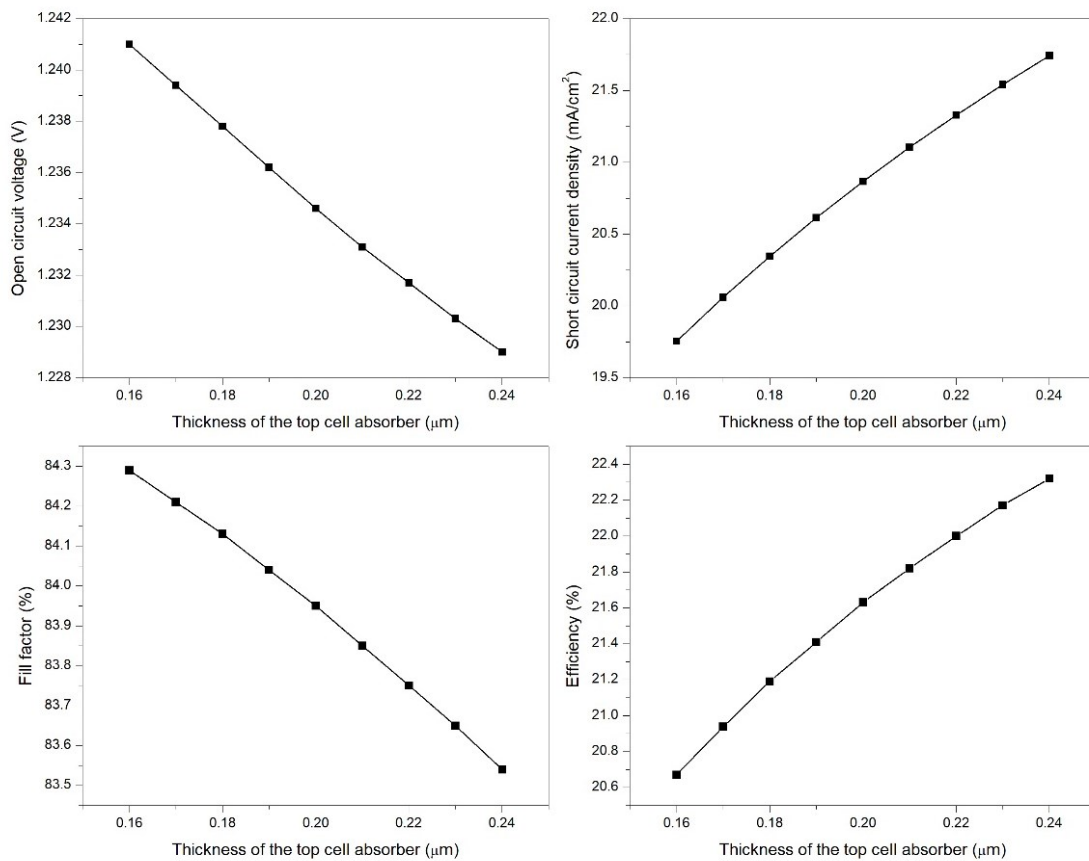 Open circuit voltage (V)
1.242
1.240
1.238
1.236
1.234
1.232
1.230
1.228
0.16 0.18 0.20 0.22 0.24
Thickness of the top cell absorber (μm)
Short circuit current density (mA/cm²)
22.0
21.5
21.0
20.5
20.0
19.5
0.16 0.18 0.20 0.22 0.24
Thickness of the top cell absorber (μm)
Fill factor (%)
84.3
84.2
84.1
84.0
83.9
83.8
83.7
83.6
83.5
0.16 0.18 0.20 0.22 0.24
Thickness of the top cell absorber (μm)
Efficiency (%)
22.4
22.2
22.0
21.8
21.6
21.4
21.2
21.0
20.8
20.6
0.16 0.18 0.20 0.22 0.24
Thickness of the top cell absorber (μm)